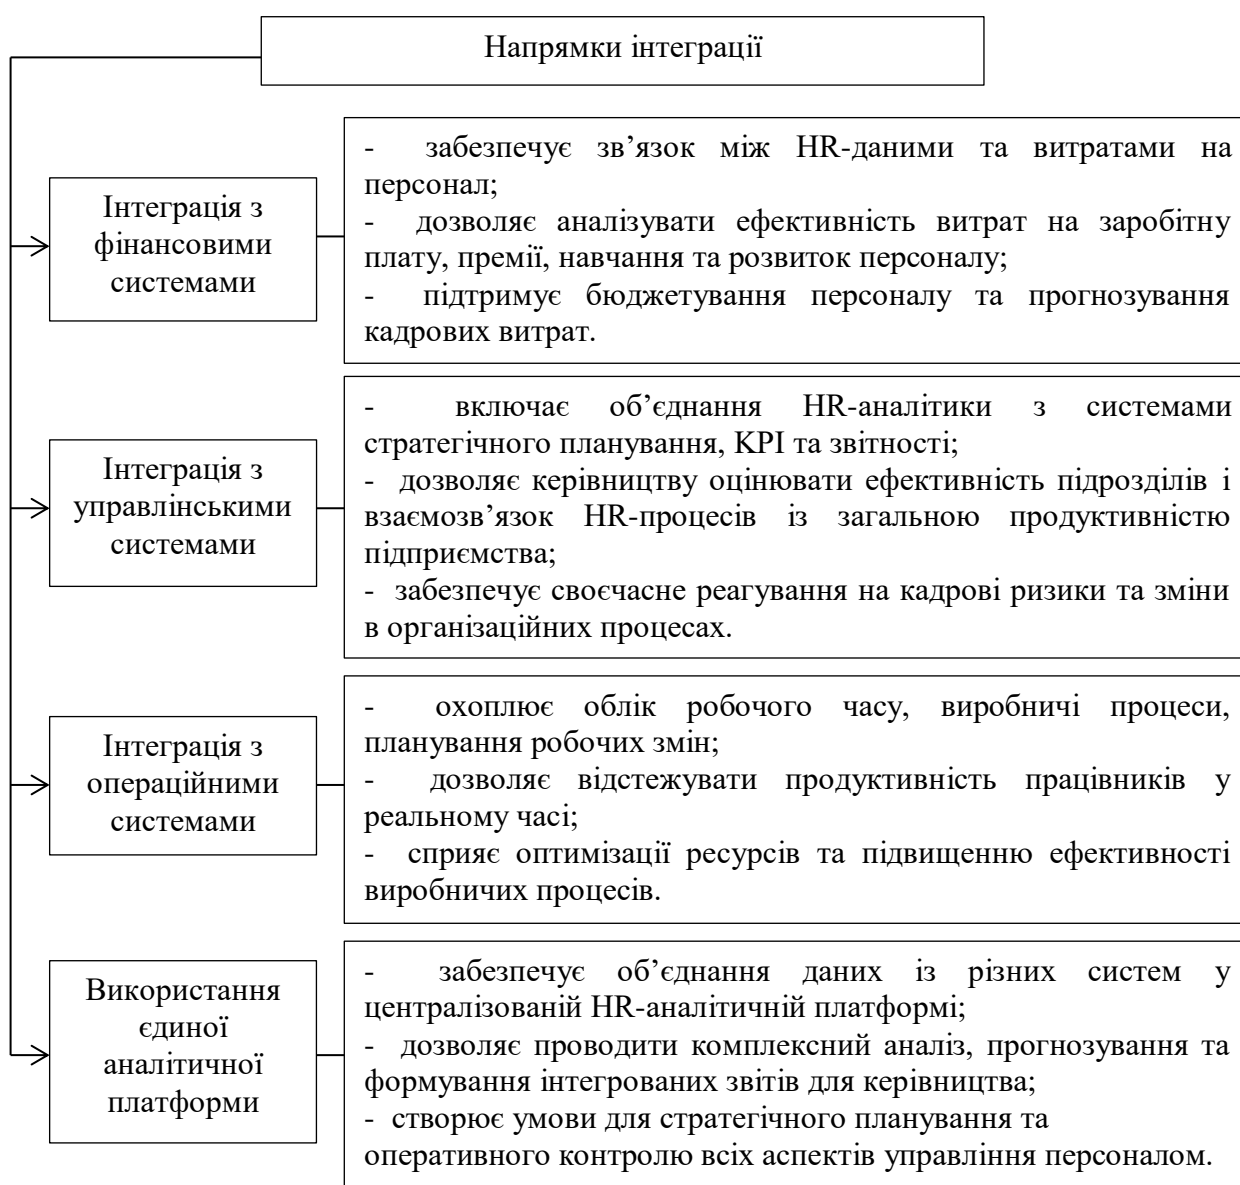 Напрямки інтеграції
Інтеграція з
фінансовими
системами
- забезпечує зв’язок між HR-даними та витратами на
персонал;
- дозволяє аналізувати ефективність витрат на заробітну
плату, премії, навчання та розвиток персоналу;
- підтримує бюджетування персоналу та прогнозування
кадрових витрат.
Інтеграція з
управлінськими
системами
- включає об’єднання HR-аналітики з системами
стратегічного планування, KPI та звітності;
- дозволяє керівництву оцінювати ефективність підрозділів і
взаємозв’язок HR-процесів із загальною продуктивністю
підприємства;
- забезпечує своєчасне реагування на кадрові ризики та зміни
в організаційних процесах.
Інтеграція з
операційними
системами
- охоплює облік робочого часу, виробничі процеси,
планування робочих змін;
- дозволяє відстежувати продуктивність працівників у
реальному часі;
- сприяє оптимізації ресурсів та підвищенню ефективності
виробничих процесів.
Використання
єдиної
аналітичної
платформи
- забезпечує об’єднання даних із різних систем у
централізованій HR-аналітичній платформі;
- дозволяє проводити комплексний аналіз, прогнозування та
формування інтегрованих звітів для керівництва;
- створює умови для стратегічного планування та
оперативного контролю всіх аспектів управління персоналом.